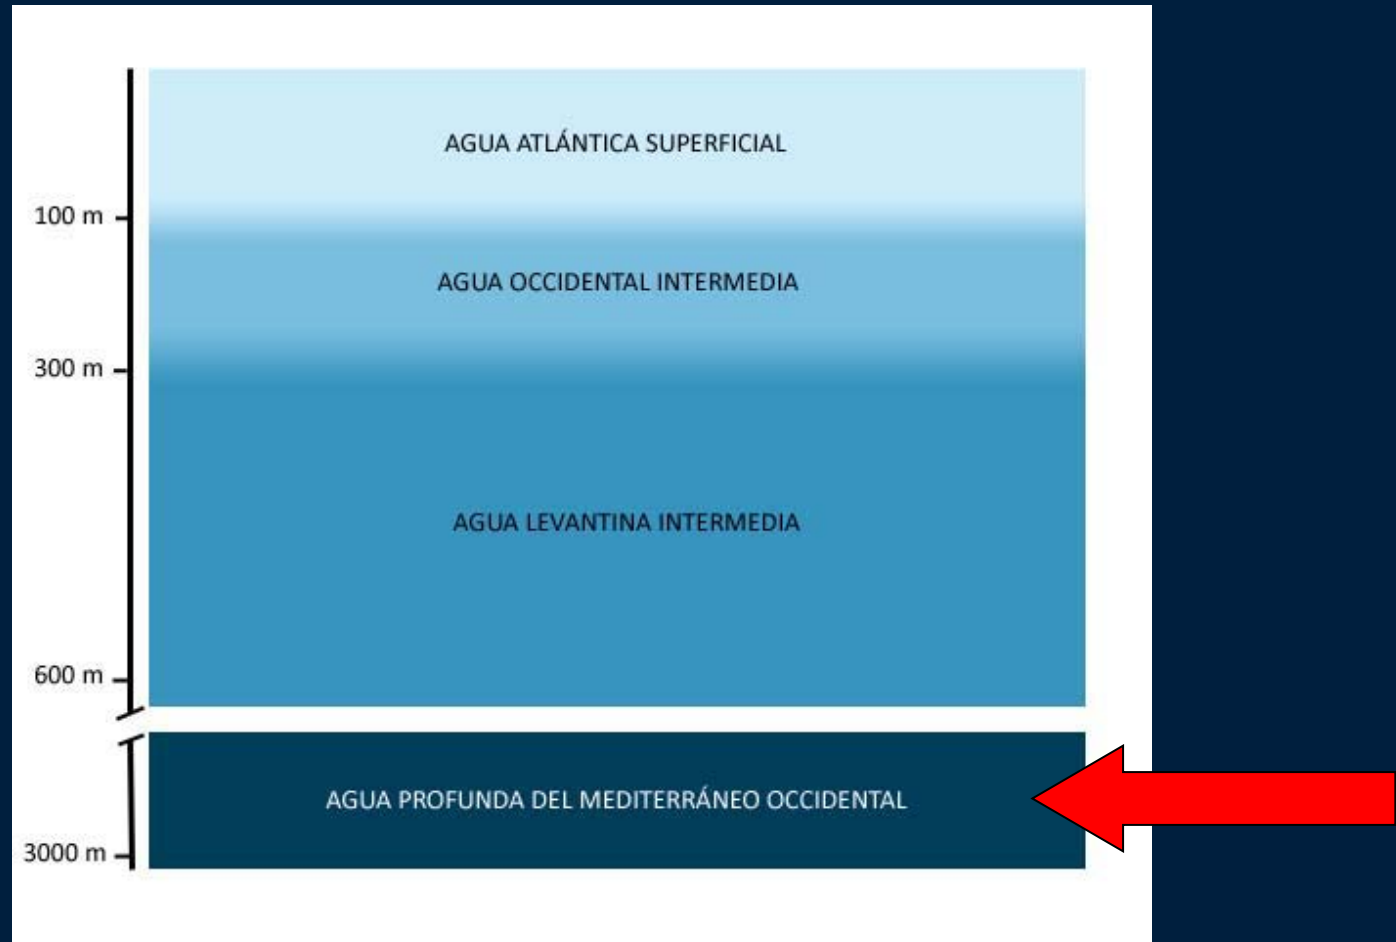 AGUA ATLÁNTICA SUPERFICIAL
100 m
AGUA OCCIDENTAL INTERMEDIA
300 m
AGUA LEVANTINA INTERMEDIA
600 m
AGUA PROFUNDA DEL MEDITERRÁNEO OCCIDENTAL
3000 m